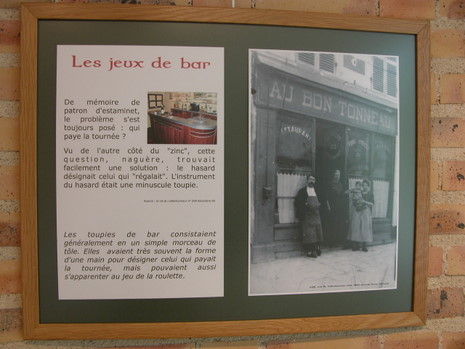 Les jeux de bar
De mémoire de
patron d'estaminet,
le problème s'est
toujours posé : qui
paye la tournée ?
Vu de l'autre côté du "zinc", cette
question, naguère, trouvait
facilement une solution : le hasard
désignait celui qui "régalait". L'instrument
du hasard était une minuscule toupie.
Les toupies de bar consistaient
généralement en un simple morceau de
tôle. Elles avaient très souvent la forme
d'une main pour désigner celui qui payait
la tournée, mais pouvaient aussi
s'apparenter au jeu de la roulette.
AU BON TONNEAU